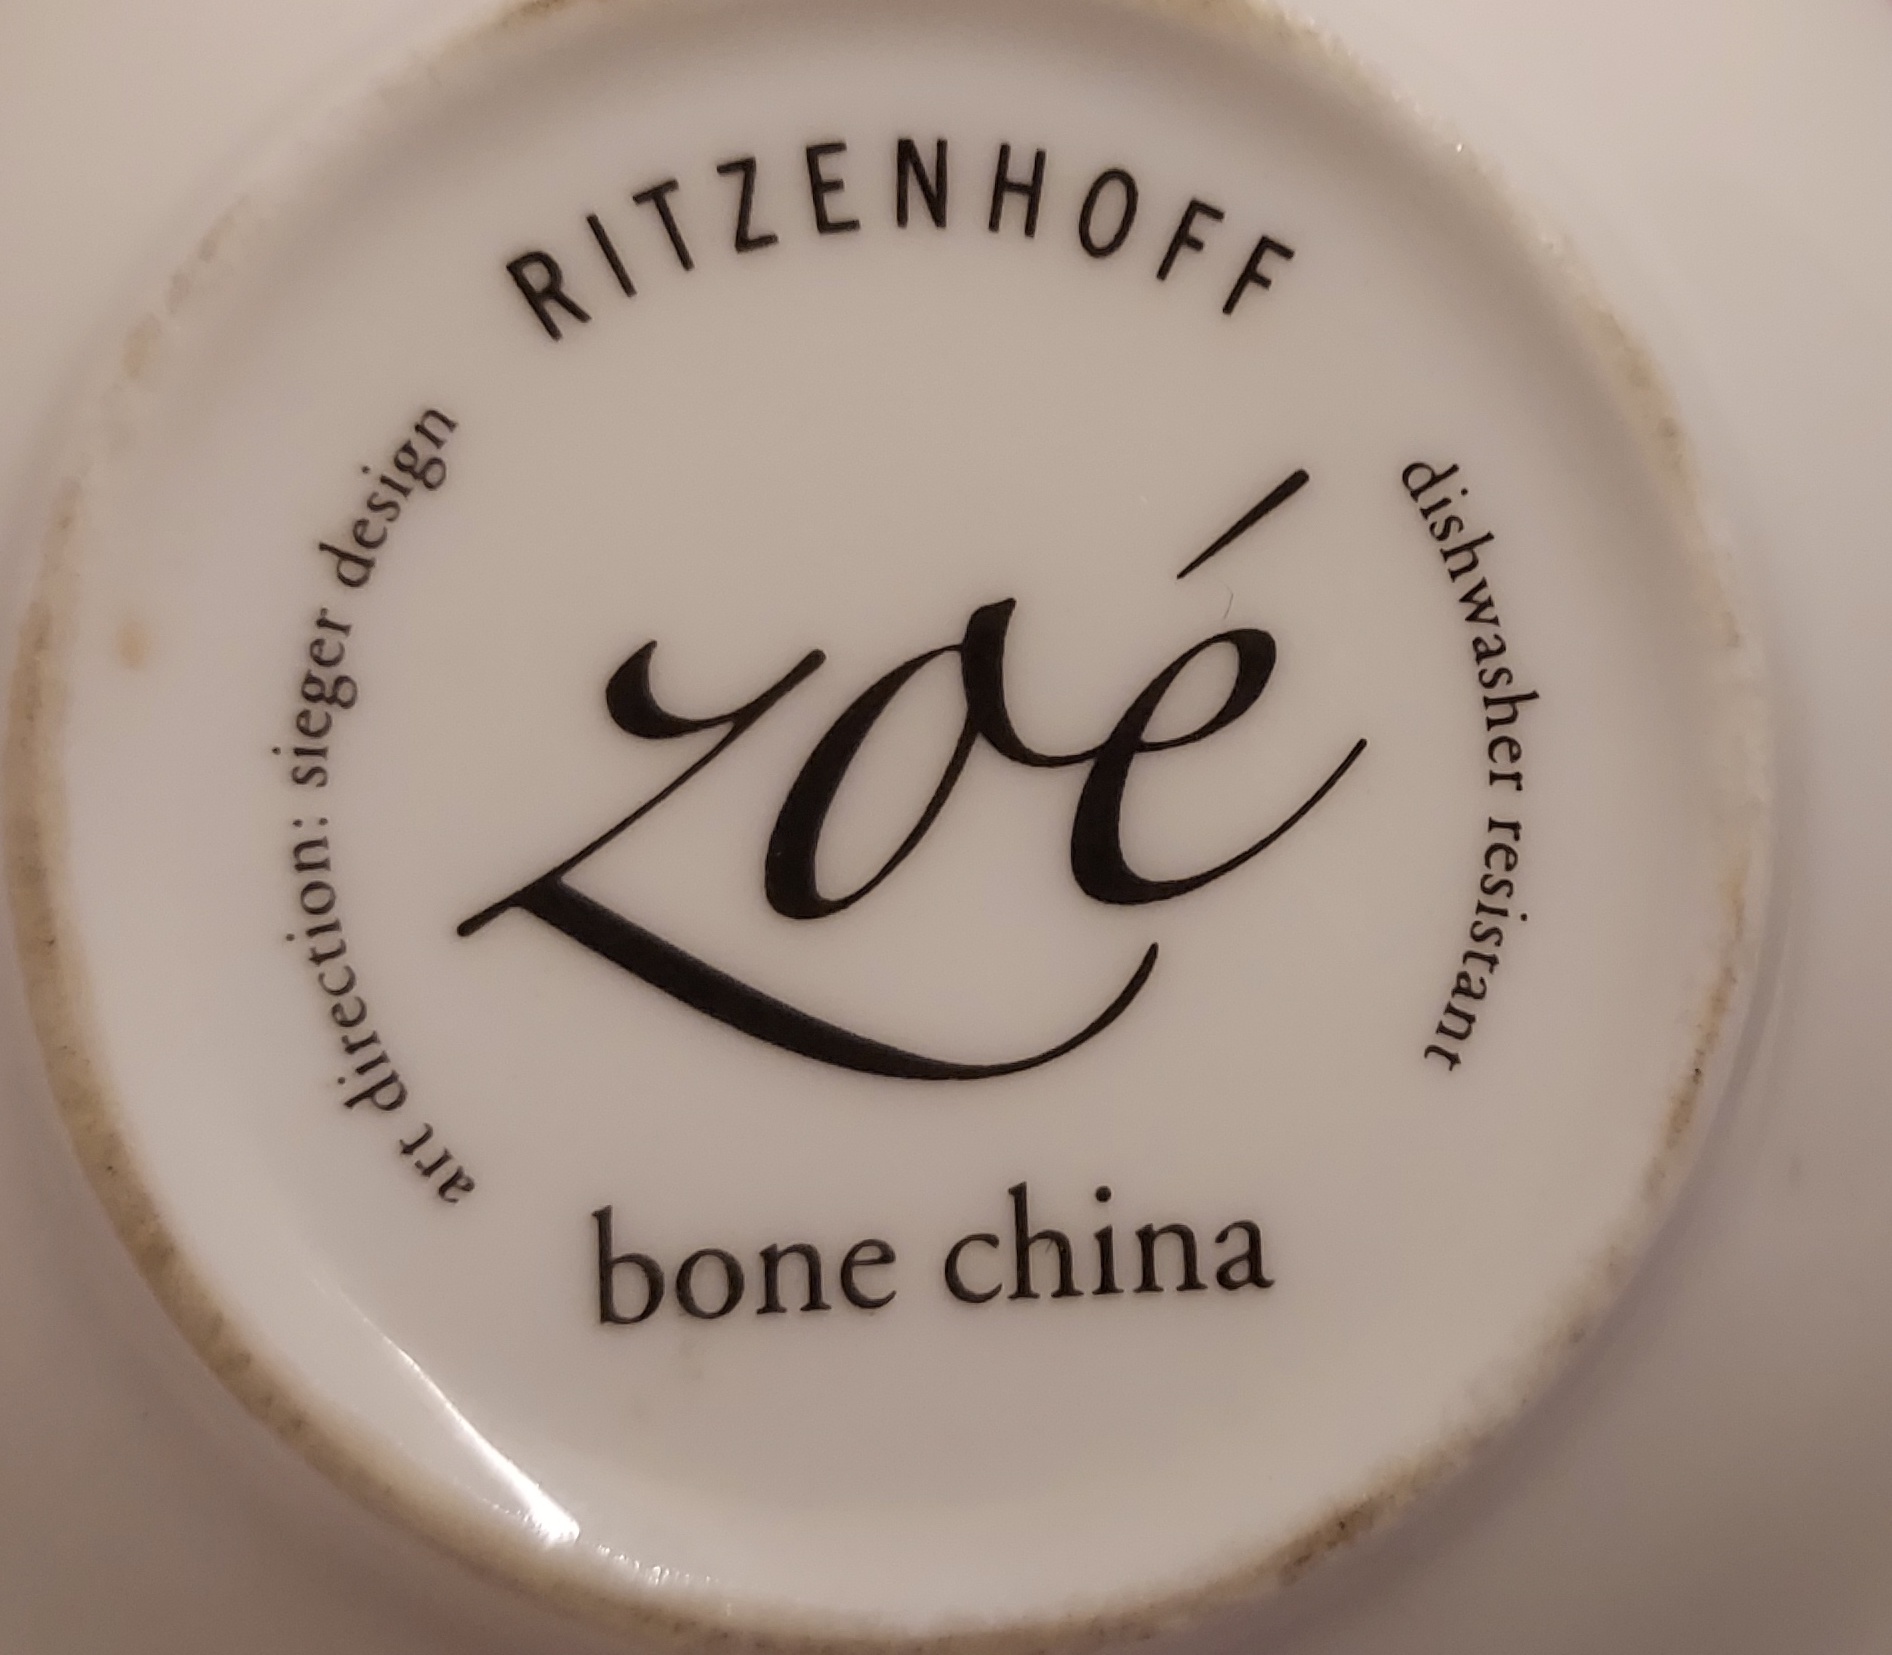 RITZENHOFF
art direction: sieger design
zoé
dishwasher resistant
bone china